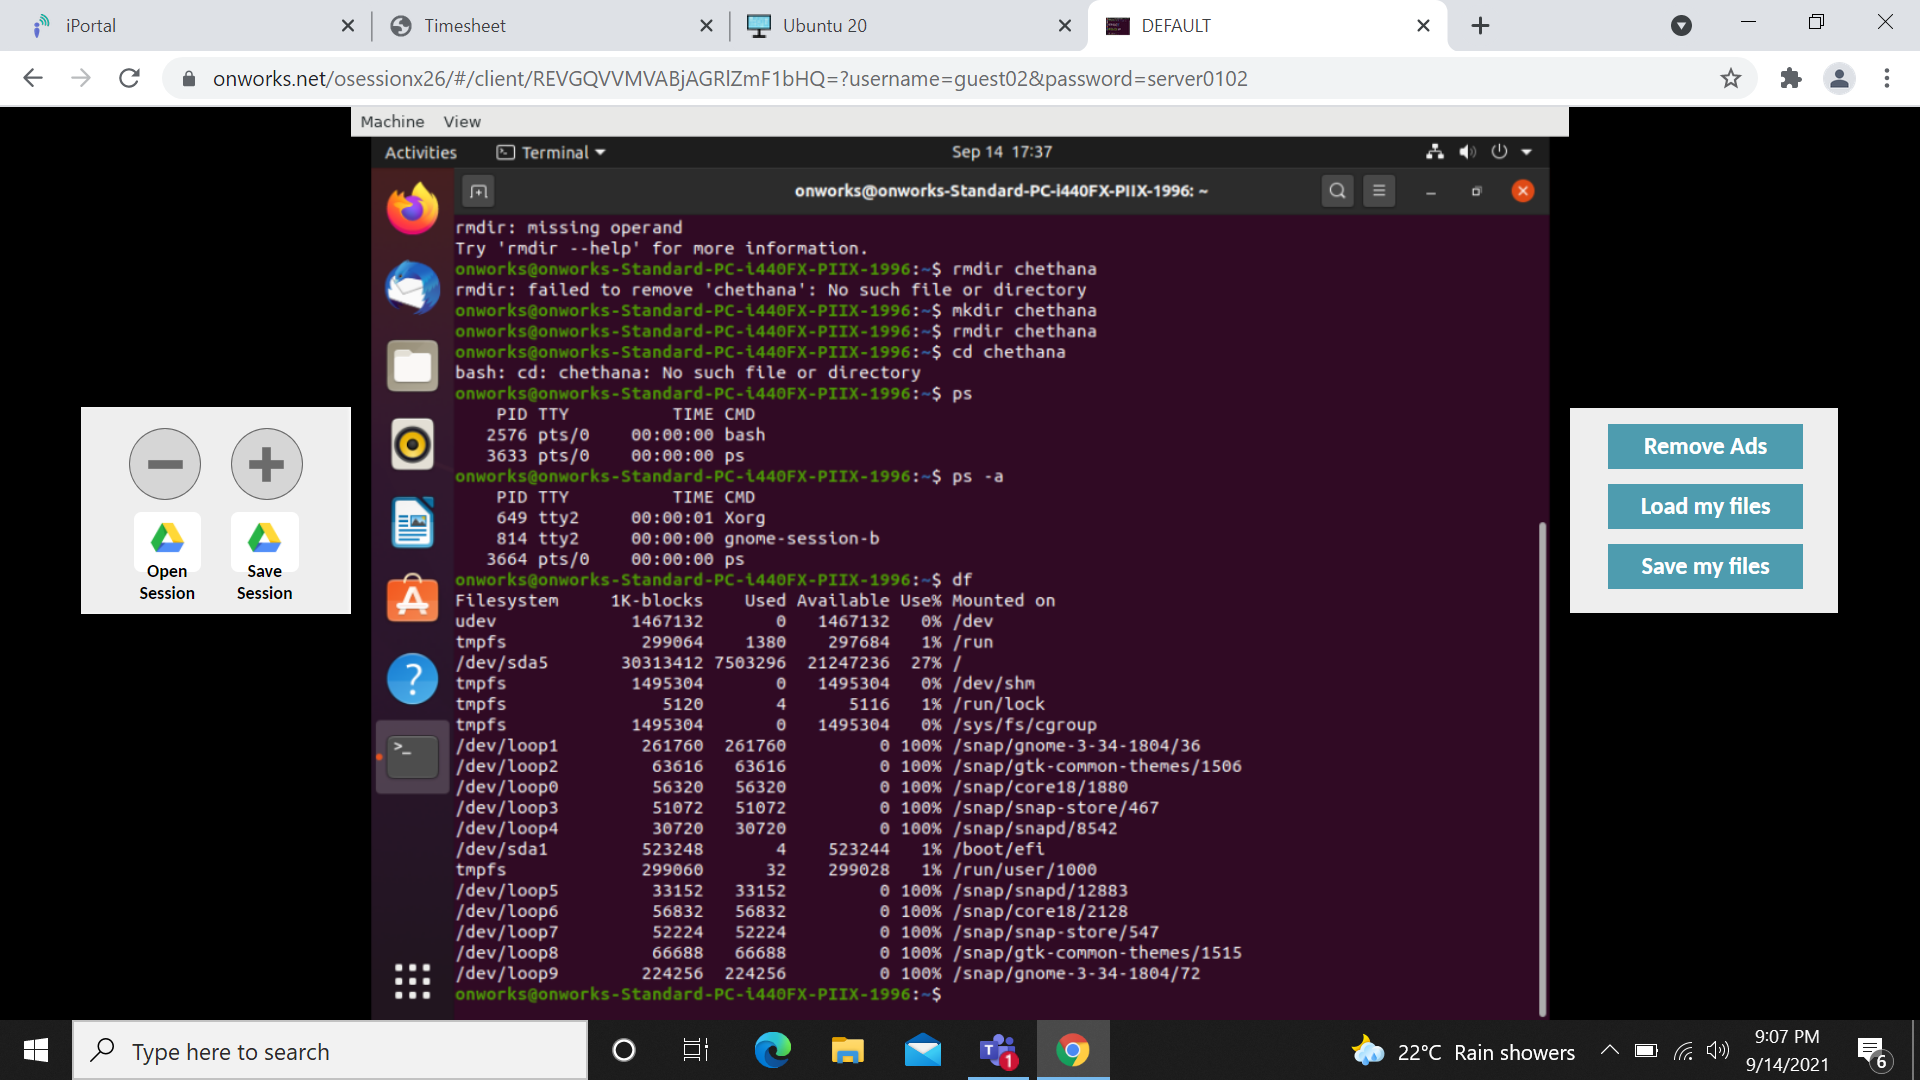 iPortal
Timesheet
Ubuntu 20
DEFAULT
onworks.net/osessionx26/#/client/REVGQVVMVABjAGRlZmF1bHQ=?username=guest02&password=server0102
Machine View
Activities Terminal Sep 14 17:37
onworks@onworks-Standard-PC-i440FX-PIIX-1996: ~
rmdir: missing operand
Try 'rmdir --help' for more information.
onworks@onworks-Standard-PC-i440FX-PIIX-1996:~$ rmdir chethana
rmdir: failed to remove 'chethana': No such file or directory
onworks@onworks-Standard-PC-i440FX-PIIX-1996:~$ mkdir chethana
onworks@onworks-Standard-PC-i440FX-PIIX-1996:~$ rmdir chethana
onworks@onworks-Standard-PC-i440FX-PIIX-1996:~$ cd chethana
bash: cd: chethana: No such file or directory
onworks@onworks-Standard-PC-i440FX-PIIX-1996:~$ ps
    PID TTY          TIME CMD
   2576 pts/0    00:00:00 bash
   3633 pts/0    00:00:00 ps
onworks@onworks-Standard-PC-i440FX-PIIX-1996:~$ ps -a
    PID TTY          TIME CMD
    649 tty2     00:00:01 Xorg
    814 tty2     00:00:00 gnome-session-b
   3664 pts/0    00:00:00 ps
onworks@onworks-Standard-PC-i440FX-PIIX-1996:~$ df
Filesystem     1K-blocks    Used Available Use% Mounted on
udev             1467132       0   1467132   0% /dev
tmpfs             299064    1380    297684   1% /run
/dev/sda5       30313412 7503296  21247236  27% /
tmpfs            1495304       0   1495304   0% /dev/shm
tmpfs               5120       4      5116   1% /run/lock
tmpfs            1495304       0   1495304   0% /sys/fs/cgroup
/dev/loop1        261760  261760         0 100% /snap/gnome-3-34-1804/36
/dev/loop2         63616   63616         0 100% /snap/gtk-common-themes/1506
/dev/loop0         56320   56320         0 100% /snap/core18/1880
/dev/loop3         51072   51072         0 100% /snap/snap-store/467
/dev/loop4         30720   30720         0 100% /snap/snapd/8542
/dev/sda1         523248       4    523244   1% /boot/efi
tmpfs             299060      32    299028   1% /run/user/1000
/dev/loop5         33152   33152         0 100% /snap/snapd/12883
/dev/loop6         56832   56832         0 100% /snap/core18/2128
/dev/loop7         52224   52224         0 100% /snap/snap-store/547
/dev/loop8         66688   66688         0 100% /snap/gtk-common-themes/1515
/dev/loop9        224256  224256         0 100% /snap/gnome-3-34-1804/72
onworks@onworks-Standard-PC-i440FX-PIIX-1996:~$
Open
Session
Save
Session
Remove Ads
Load my files
Save my files
Type here to search
T
1
22°C Rain showers
9:07 PM
9/14/2021
6